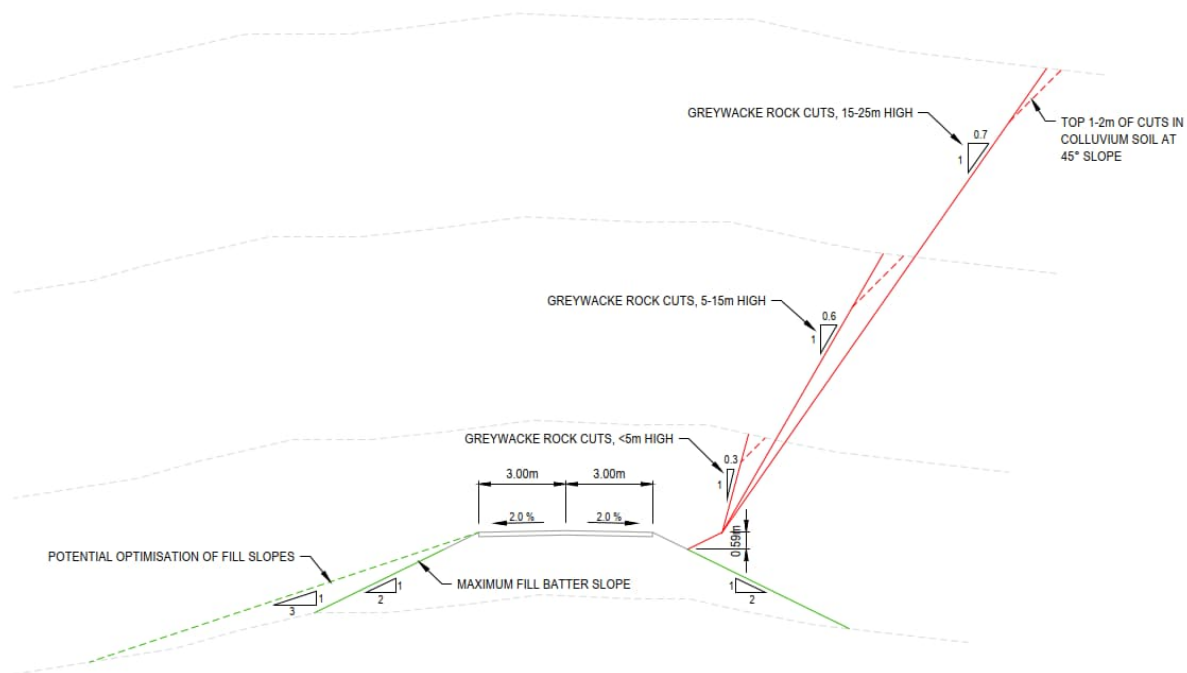 GREYWACKE ROCK CUTS, 15-25m HIGH
0.7
1
TOP 1-2m OF CUTS IN
COLLUVIUM SOIL AT
45° SLOPE
GREYWACKE ROCK CUTS, 5-15m HIGH
0.6
1
GREYWACKE ROCK CUTS, <5m HIGH
0.3
1
3.00m
3.00m
2.0 %
2.0 %
0.59m
POTENTIAL OPTIMISATION OF FILL SLOPES
MAXIMUM FILL BATTER SLOPE
1
3
1
2
1
2